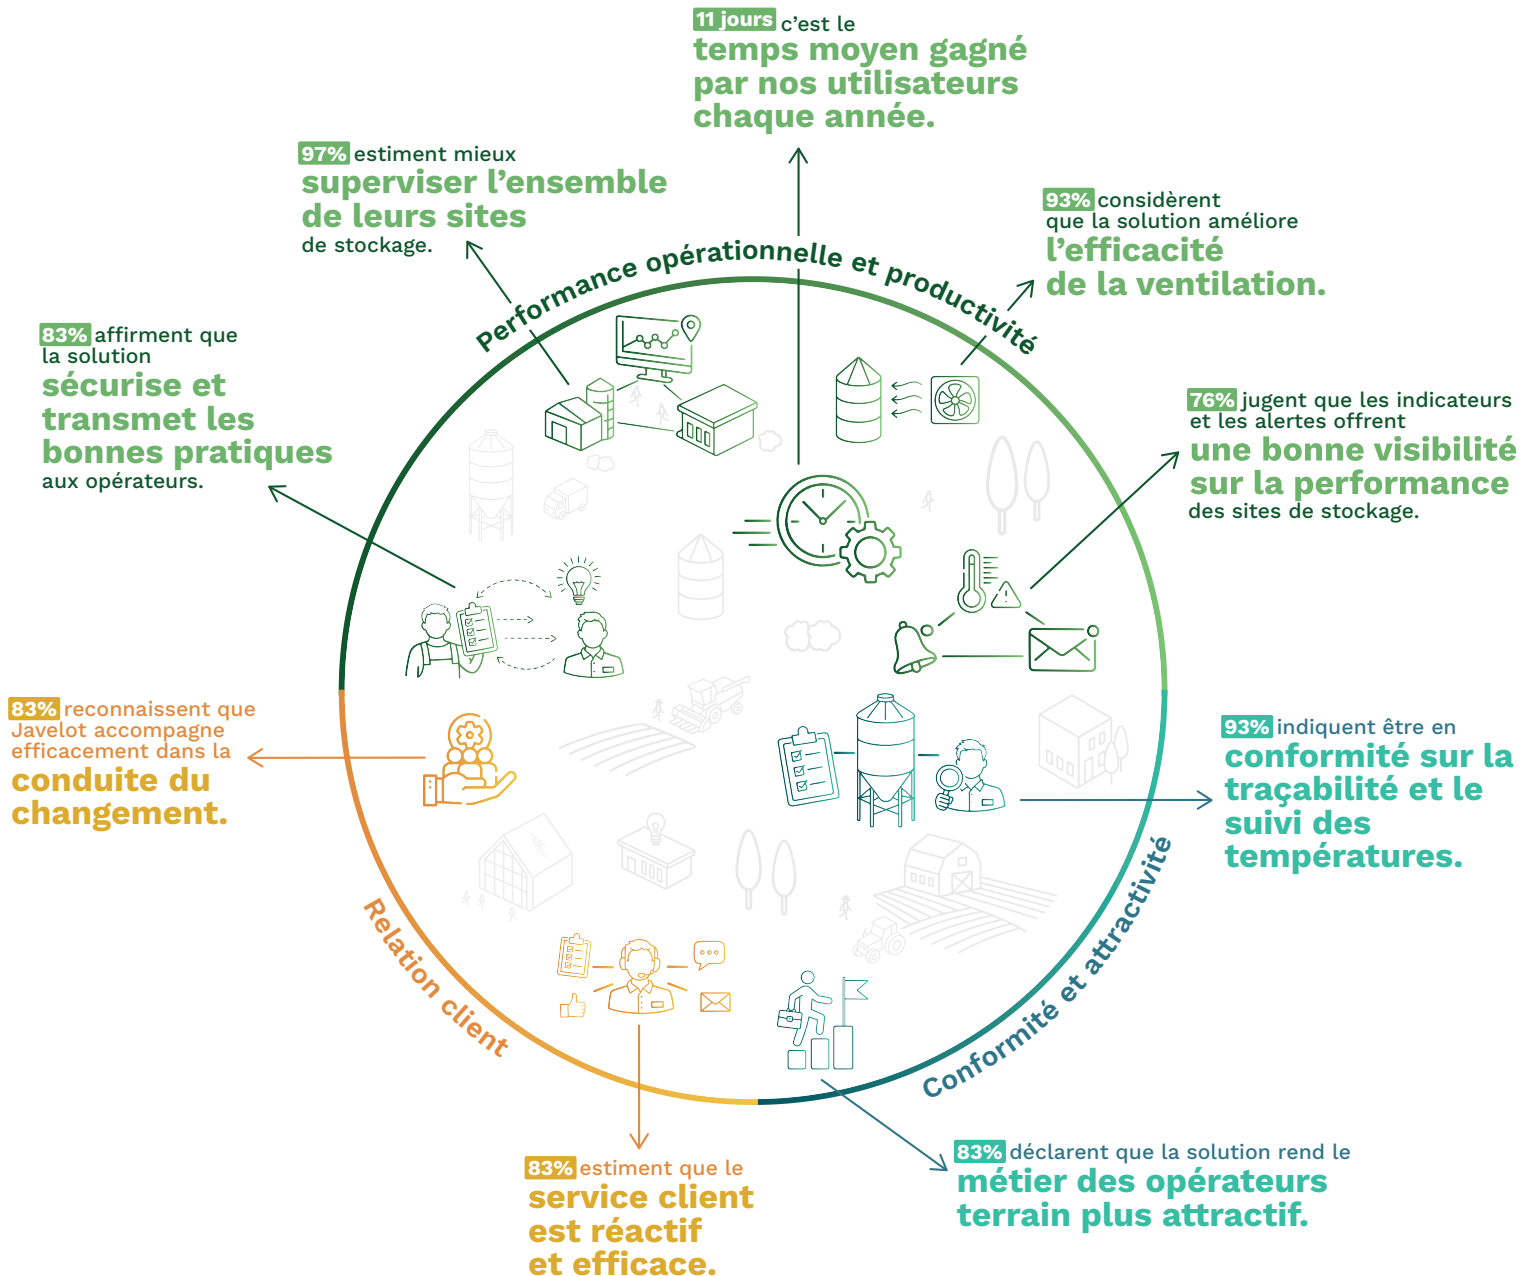 11 jours c'est le
temps moyen gagné
par nos utilisateurs
chaque année.
97% estiment mieux
superviser l'ensemble
de leurs sites
de stockage.
93% considèrent
que la solution améliore
l'efficacité
de la ventilation.
Performance opérationnelle et productivité
83% affirment que
la solution
sécurise et
transmet les
bonnes pratiques
aux opérateurs.
76% jugent que les indicateurs
et les alertes offrent
une bonne visibilité
sur la performance
des sites de stockage.
83% reconnaissent que
Javelot accompagne
efficacement dans la
conduite du
changement.
93% indiquent être en
conformité sur la
traçabilité et le
suivi des
températures.
Relation client
Conformité et attractivité
83% estiment que le
service client
est réactif
et efficace.
83% déclarent que la solution rend le
métier des opérateurs
terrain plus attractif.